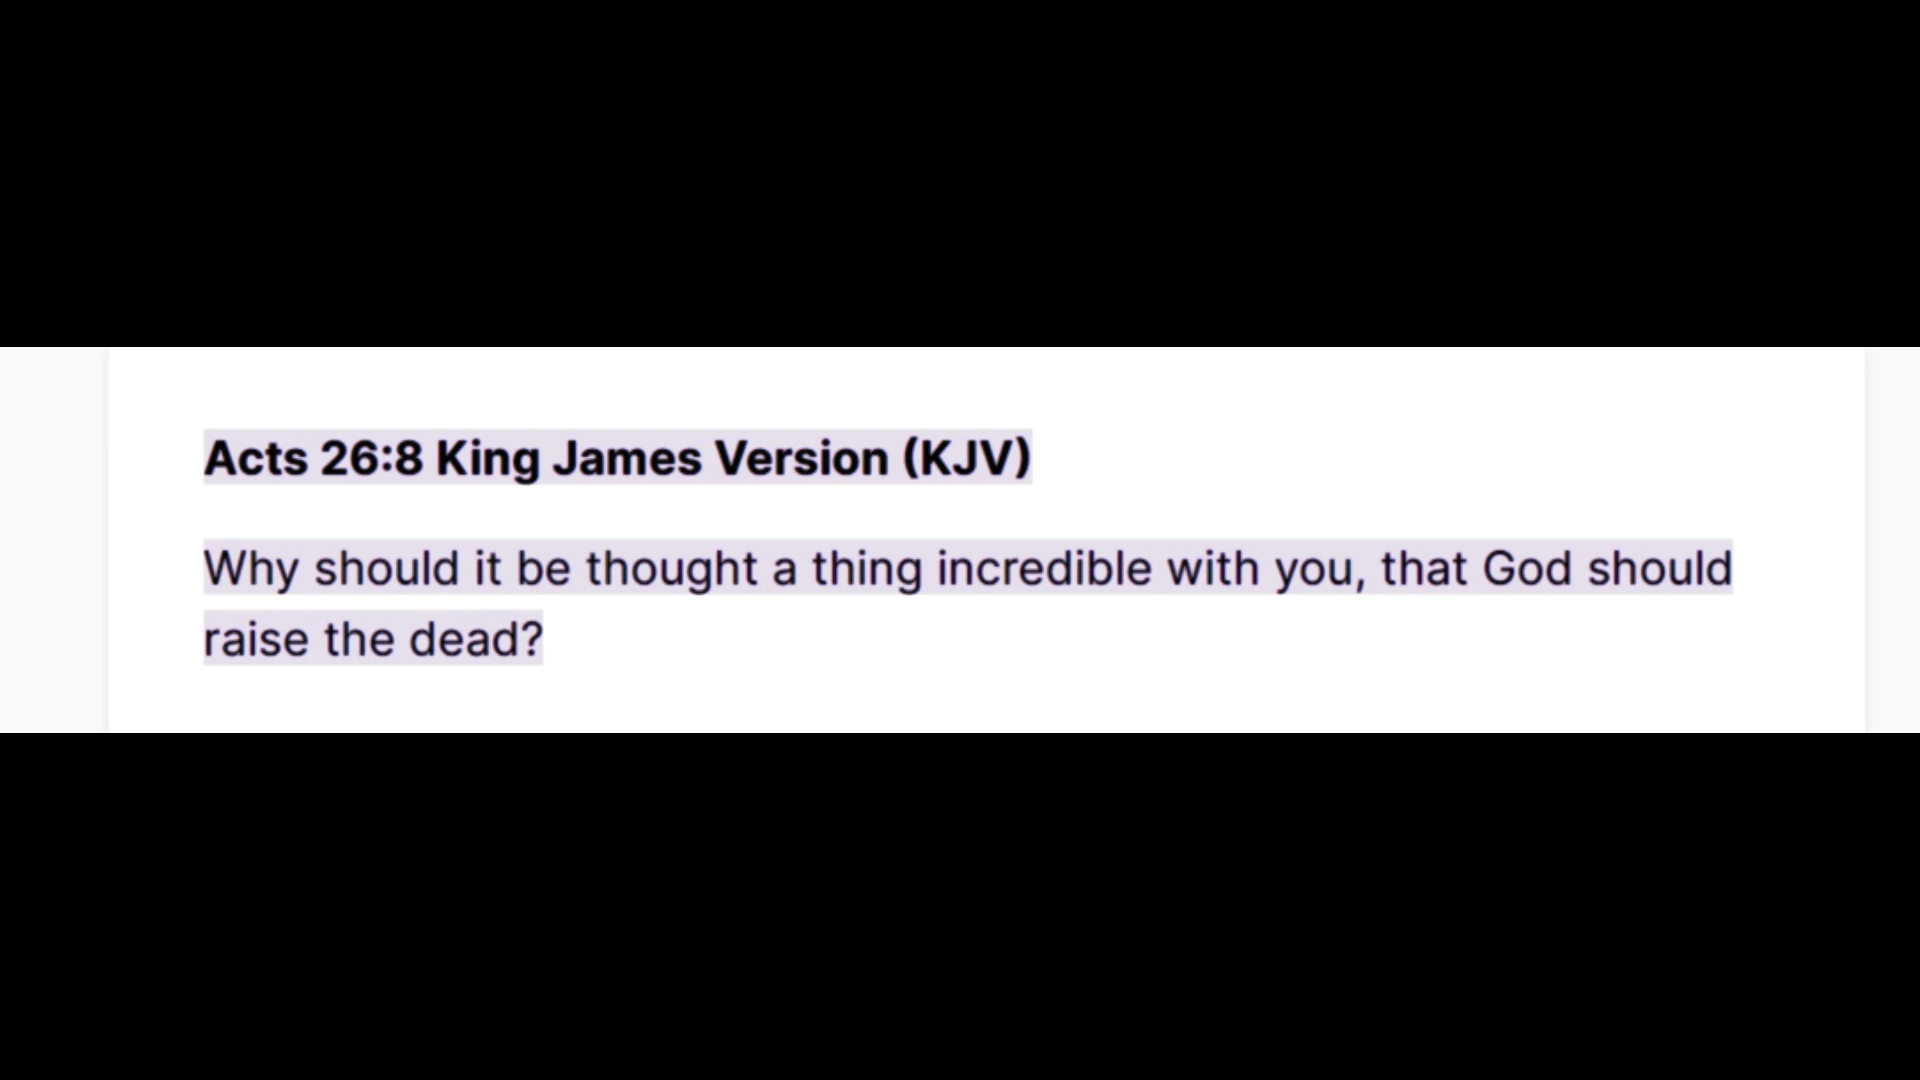 Acts 26:8 King James Version (KJV)
Why should it be thought a thing incredible with you, that God should
raise the dead?